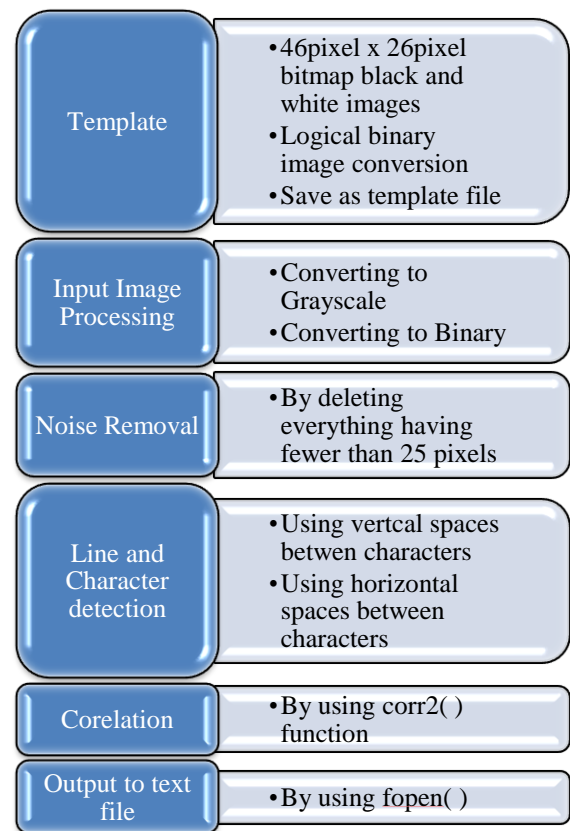 Template
•46pixel x 26pixel
bitmap black and
white images
•Logical binary
image conversion
•Save as template file
Input Image
Processing
•Converting to
Grayscale
•Converting to Binary
Noise Removal
•By deleting
everything having
fewer than 25 pixels
Line and
Character
detection
•Using vertcal spaces
betwen characters
•Using horizontal
spaces between
characters
Corelation
•By using corr2( )
function
Output to text
file
•By using fopen( )